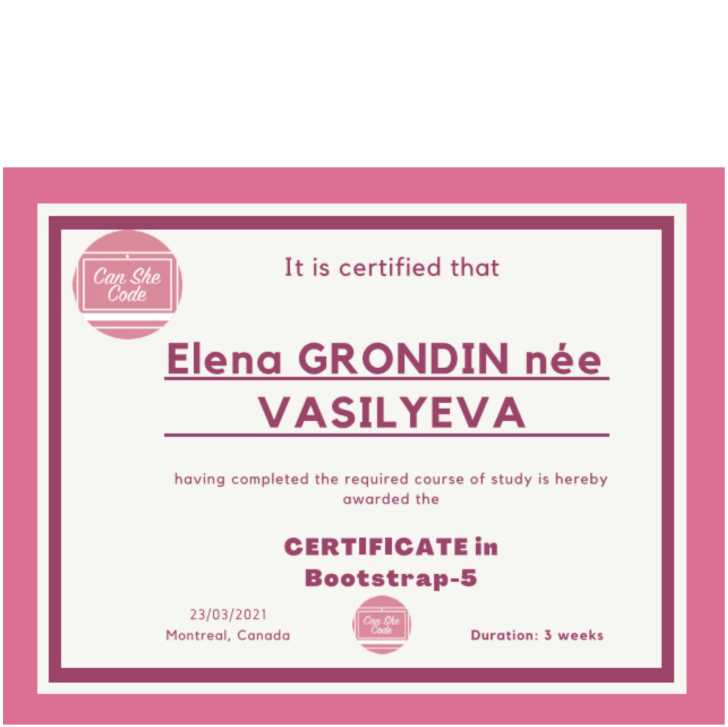 Can She
Code
It is certified that
Elena GRONDIN née
VASILYEVA
having completed the required course of study is hereby
awarded the
CERTIFICATE in
Bootstrap-5
23/03/2021
Montreal, Canada
Can She
Code
Duration: 3 weeks